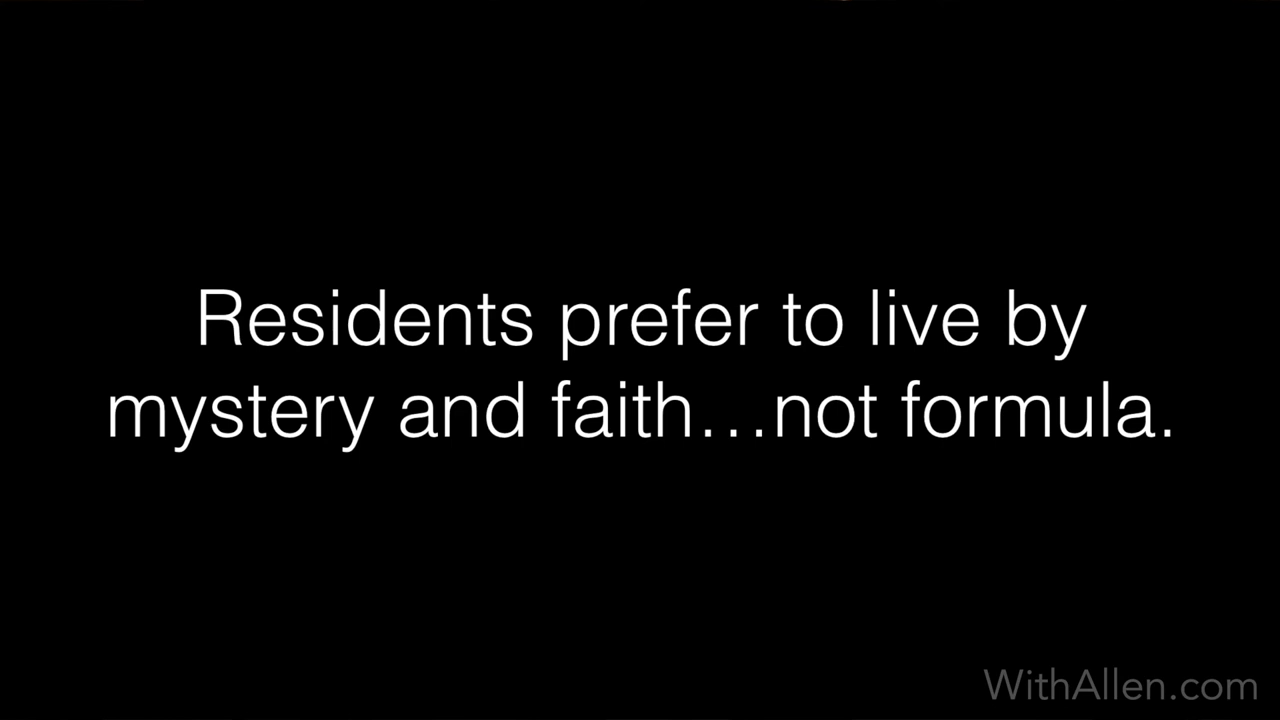 Residents prefer to live by
mystery and faith…not formula.
WithAllen.com